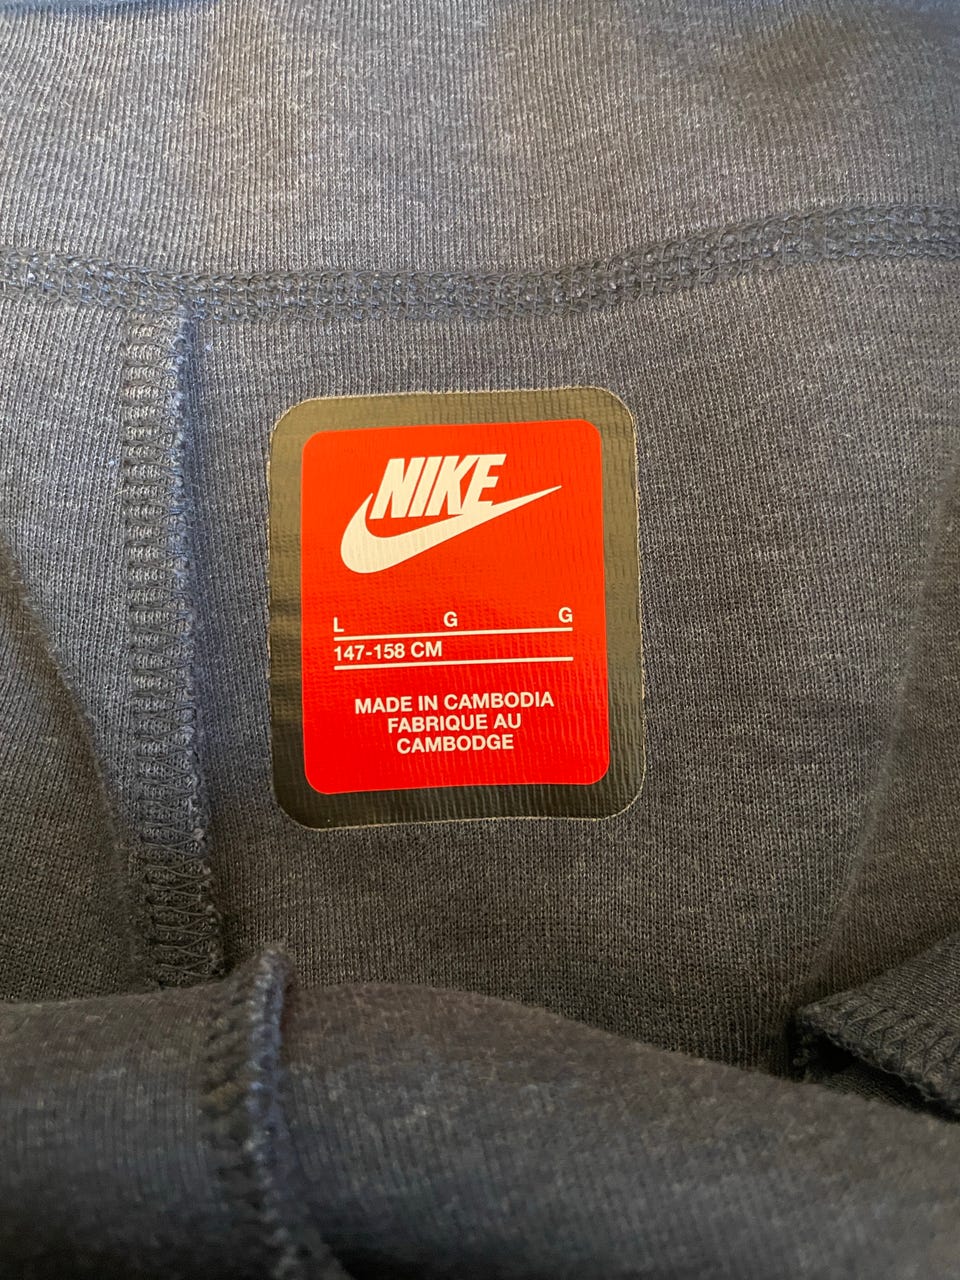 NIKE
L G G
147-158 CM
MADE IN CAMBODIA
FABRIQUE AU
CAMBODGE